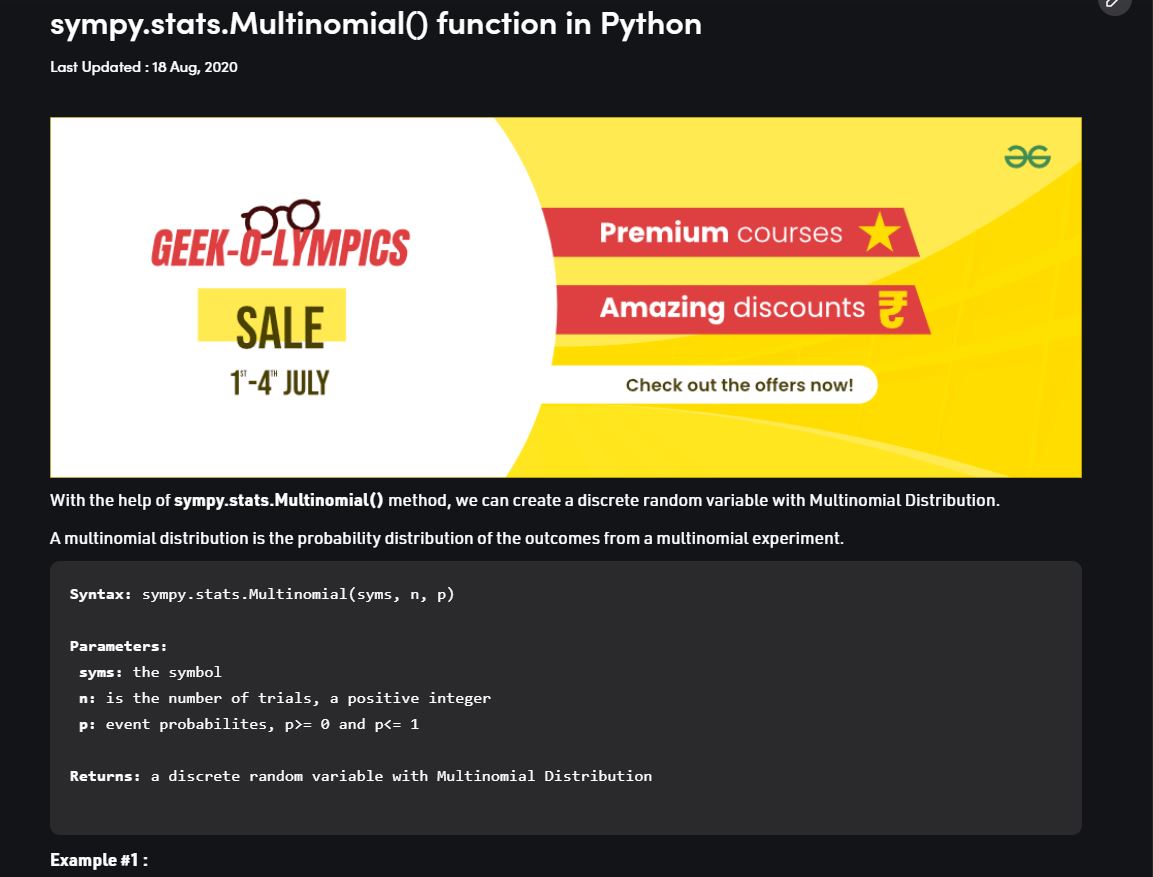 sympy.stats.Multinomial() function in Python
Last Updated : 18 Aug, 2020
GEEK-O-LYMPICS
SALE
1ST-4TH JULY
Premium courses
Amazing discounts ₹
Check out the offers now!
With the help of sympy.stats.Multinomial() method, we can create a discrete random variable with Multinomial Distribution.
A multinomial distribution is the probability distribution of the outcomes from a multinomial experiment.
Syntax: sympy.stats.Multinomial(syms, n, p)
Parameters:
syms: the symbol
n: is the number of trials, a positive integer
p: event probabilites, p>= 0 and p<= 1
Returns: a discrete random variable with Multinomial Distribution
Example #1 :